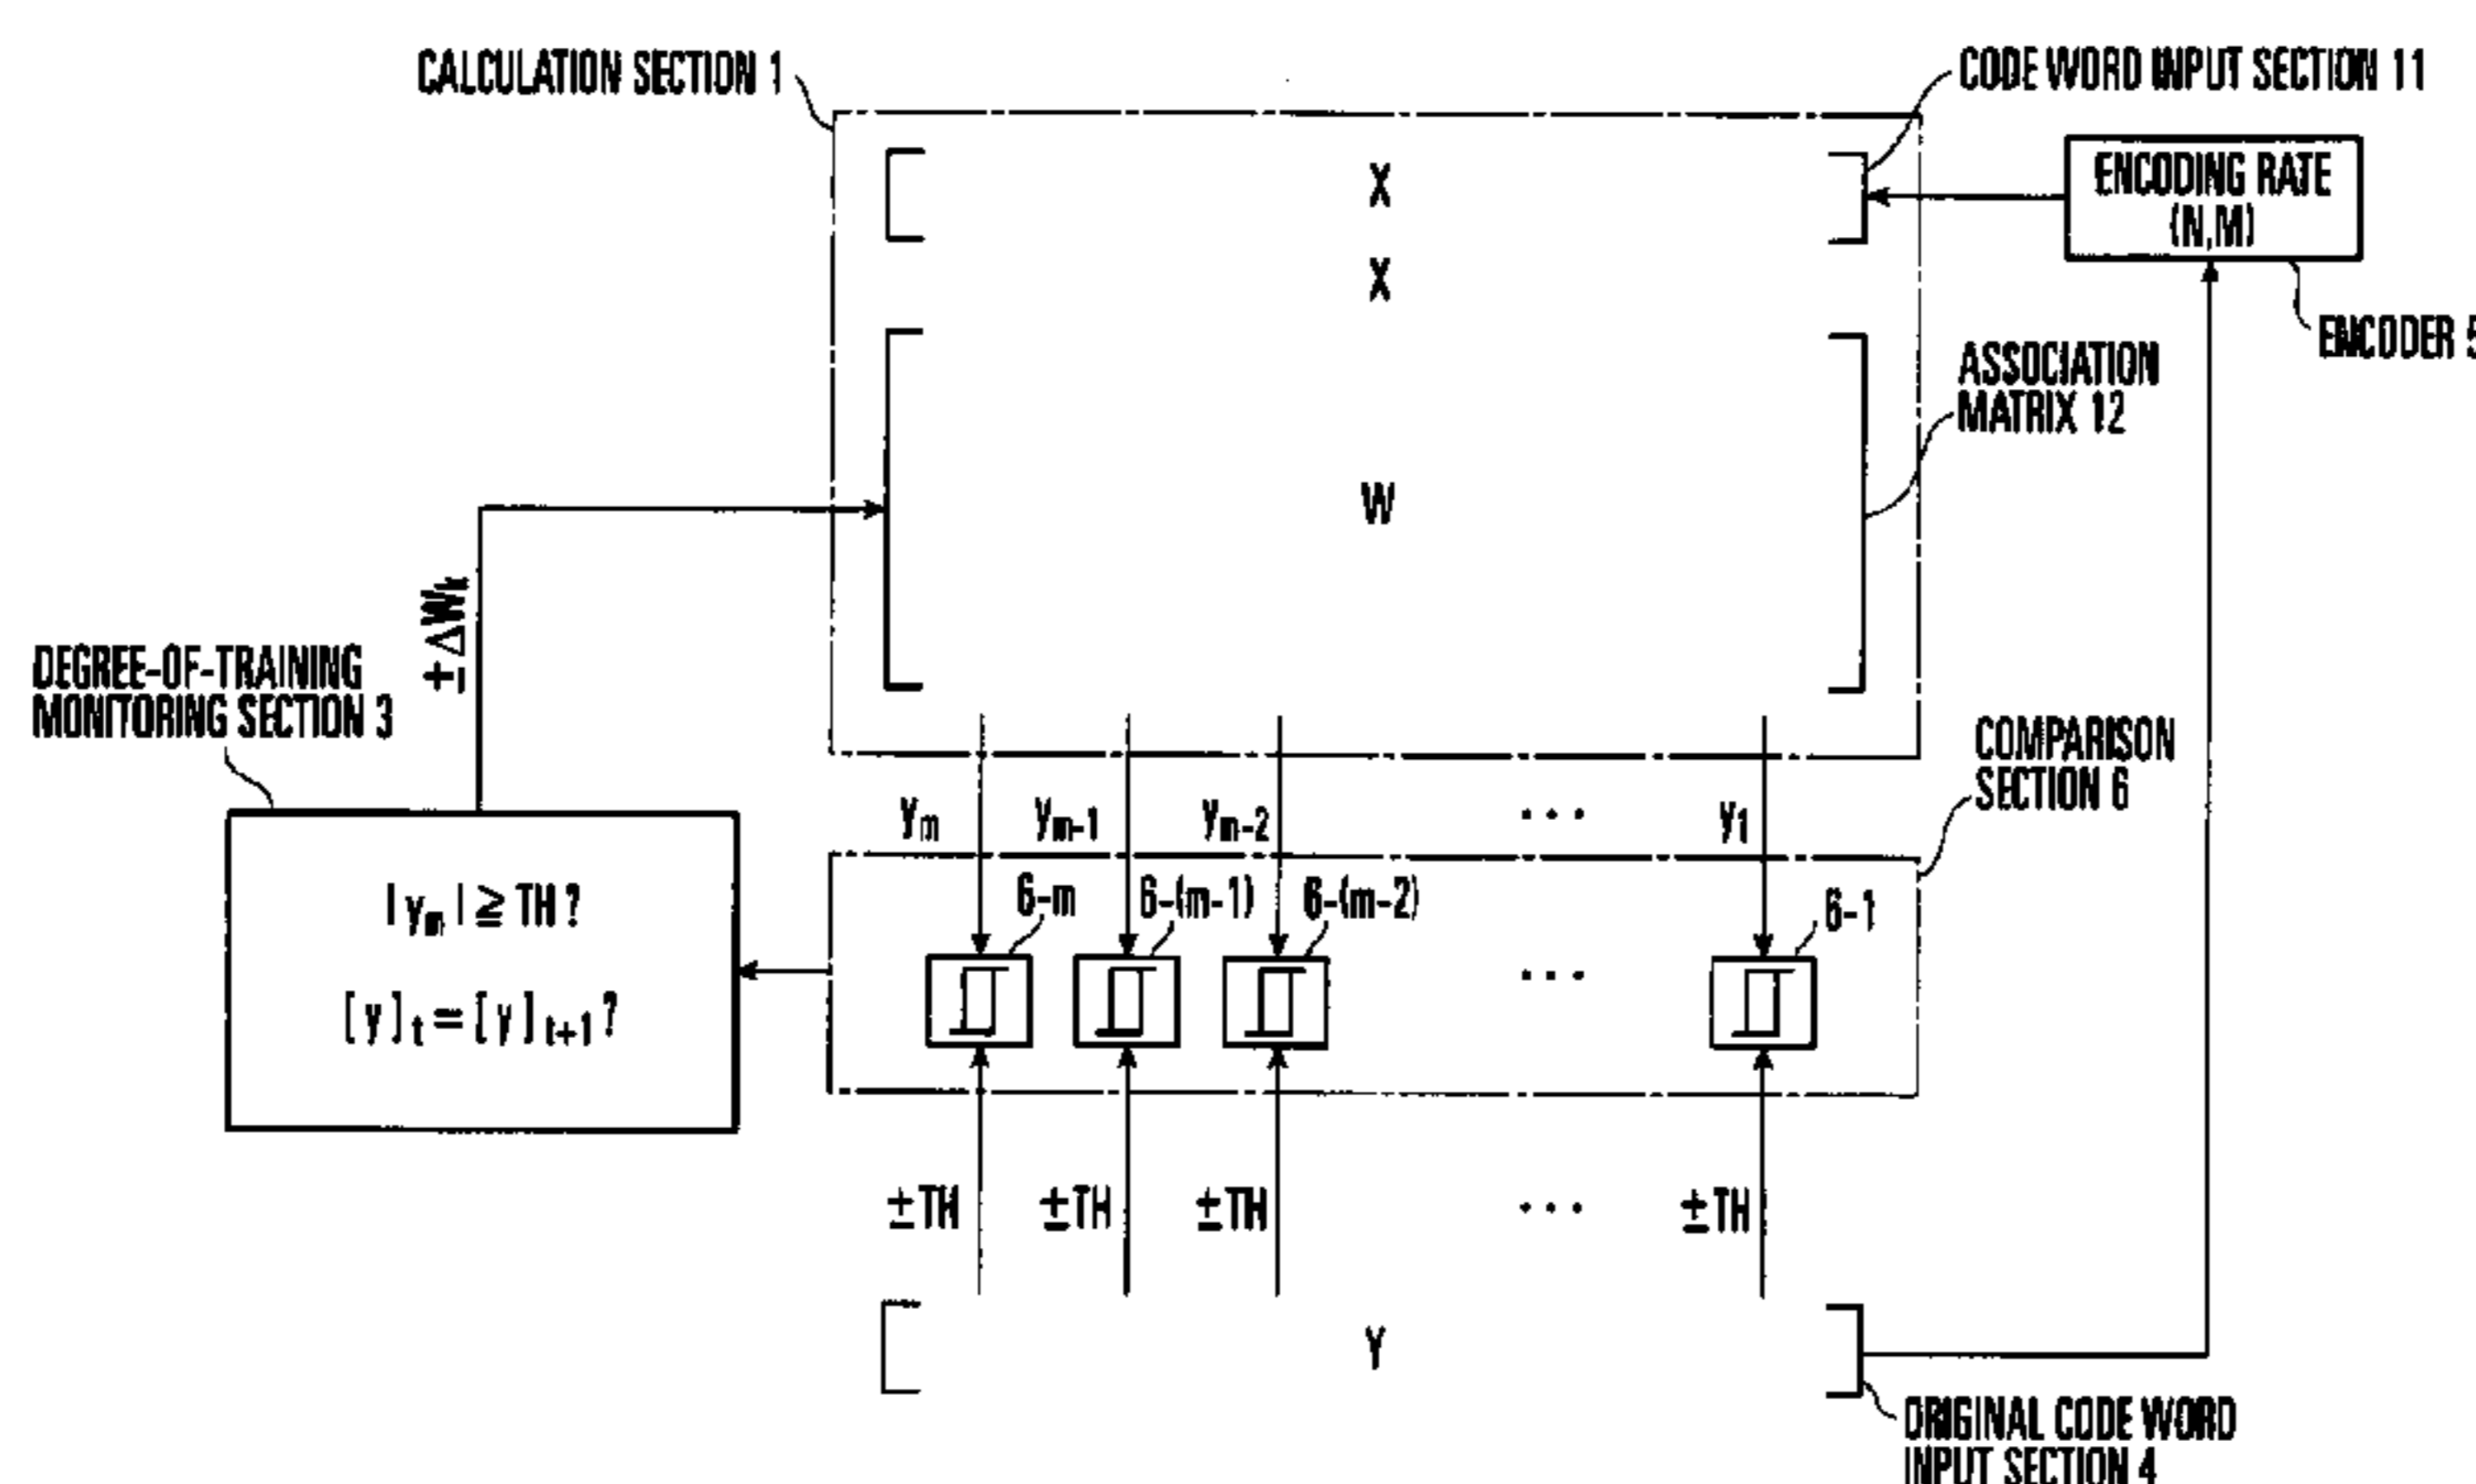 CALCULATION SECTION 1
CODE WORD INPUT SECTION 11
X
ENCODING RATE
(N,M)
X
ENCODER 5
ASSOCIATION
MATRIX 12
W
±ΔWk
DEGREE-OF-TRAINING
MONITORING SECTION 3
COMPARISON
SECTION 6
ym ym-1 ym-2 ... y1
6-m 6-(m-1) 6-(m-2) 6-1
|ym| ≧ TH?
...
[y]t = [y]t+1?
±TH ±TH ±TH ... ±TH
Y
ORIGINAL CODE WORD
INPUT SECTION 4